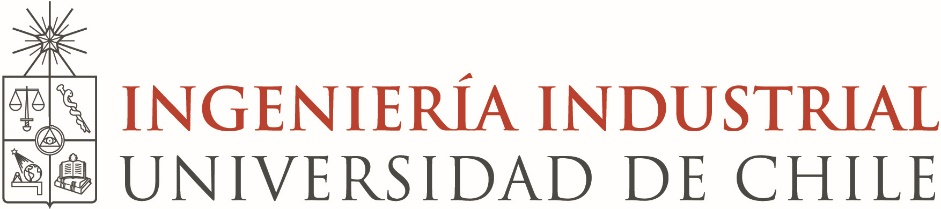 INGENIERÍA INDUSTRIAL
UNIVERSIDAD DE CHILE